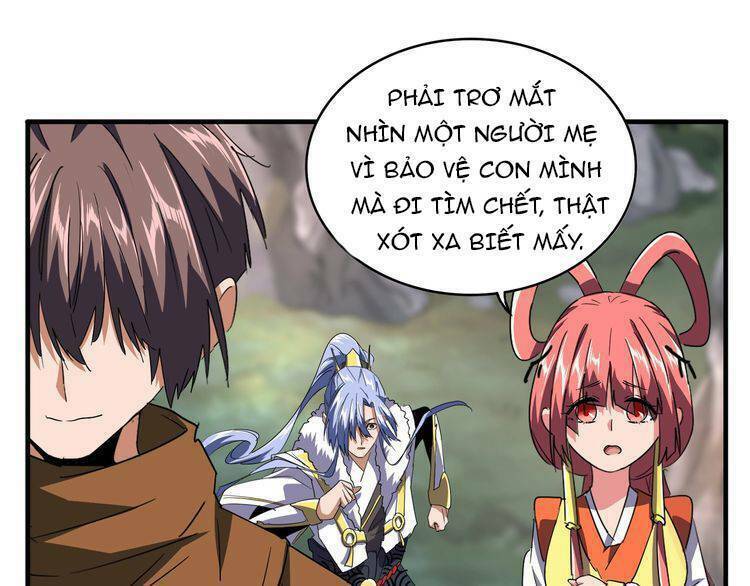 PHẢI TRƠ MẮT
NHÌN MỘT NGƯỜI MẸ
VÌ BẢO VỆ CON MÌNH
MÀ ĐI TÌM CHẾT, THẬT
XÓT XA BIẾT MẤY.